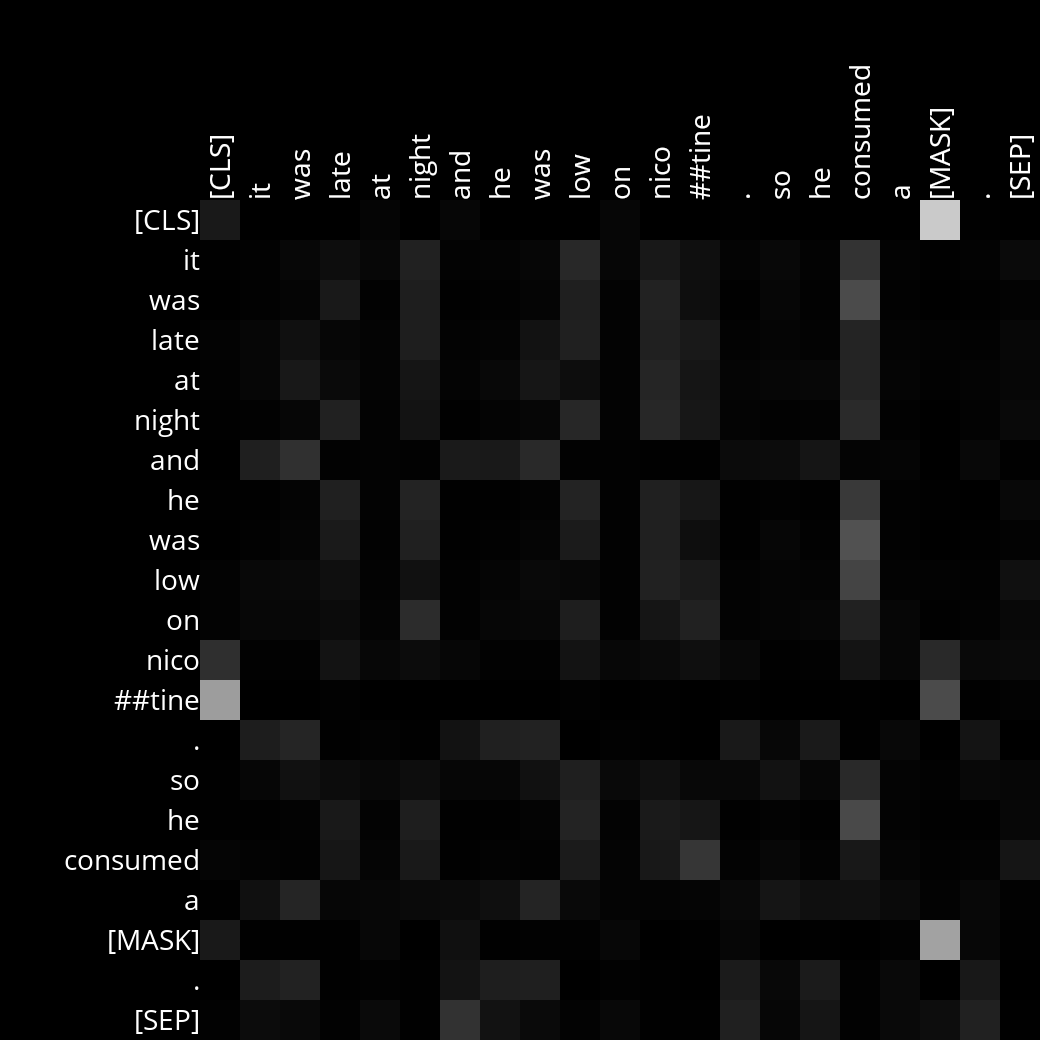 [CLS] it was late at night and he was low on nico ##tine . so he consumed a [MASK] . [SEP]
[CLS]
it
was
late
at
night
and
he
was
low
on
nico
##tine
.
so
he
consumed
a
[MASK]
.
[SEP]